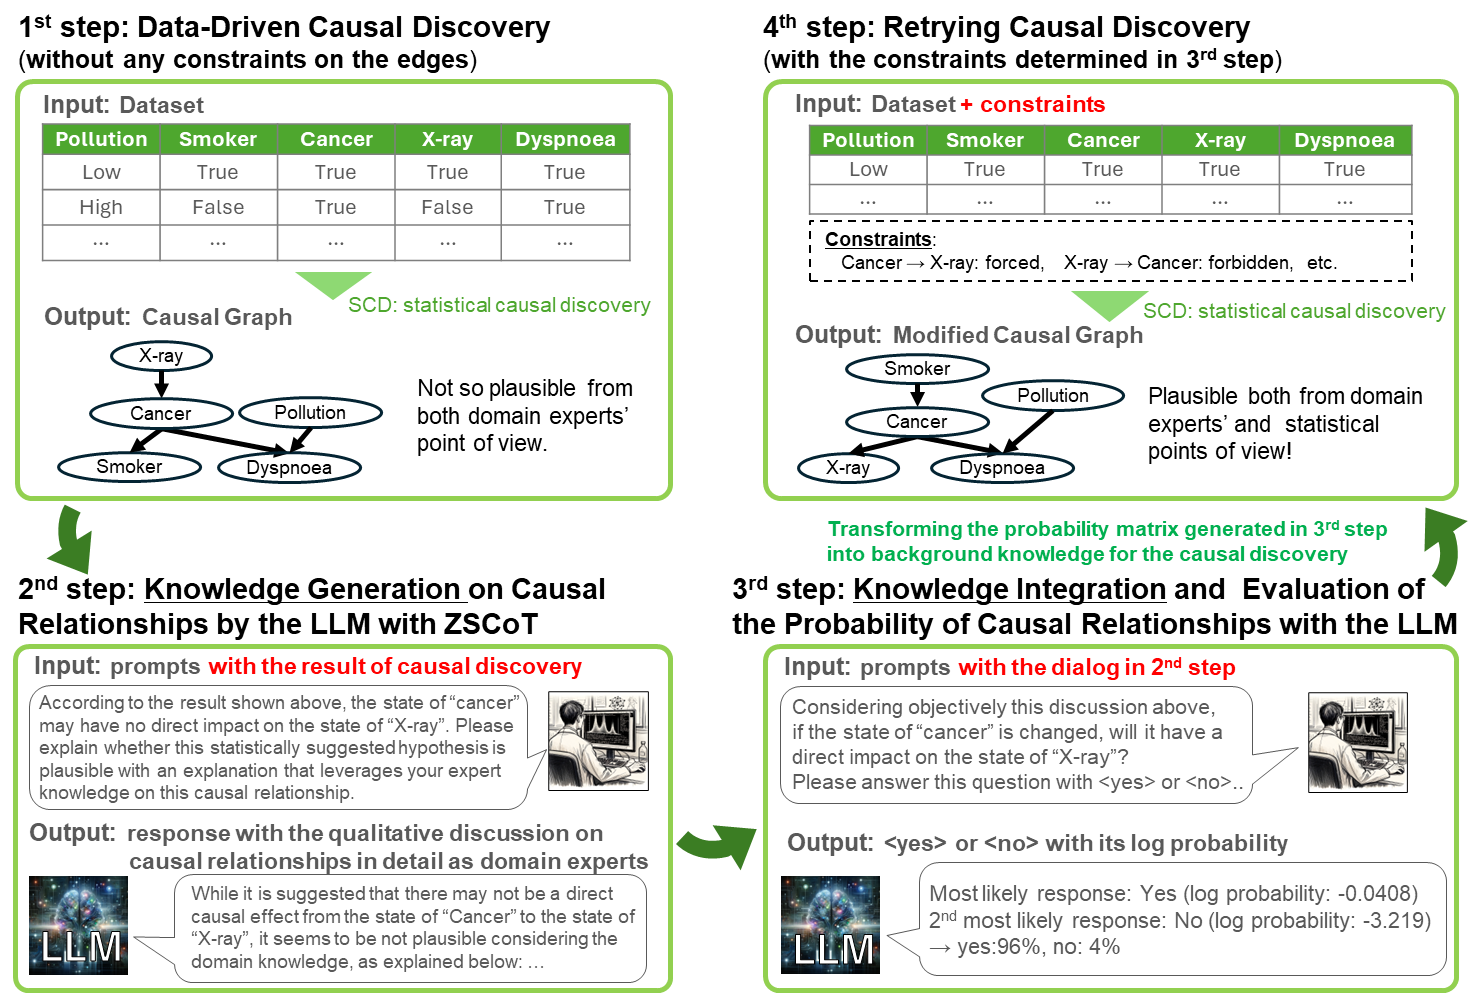 1st step: Data-Driven Causal Discovery
(without any constraints on the edges)
Input: Dataset
Pollution Smoker Cancer X-ray Dyspnoea
Low True True True True
High False True False True
... ... ... ... ...
SCD: statistical causal discovery
Output: Causal Graph
X-ray
Cancer
Pollution
Smoker
Dyspnoea
Not so plausible from
both domain experts’
point of view.
2nd step: Knowledge Generation on Causal
Relationships by the LLM with ZSCoT
Input: prompts with the result of causal discovery
According to the result shown above, the state of “cancer”
may have no direct impact on the state of “X-ray”. Please
explain whether this statistically suggested hypothesis is
plausible with an explanation that leverages your expert
knowledge on this causal relationship.
Output: response with the qualitative discussion on
causal relationships in detail as domain experts
LLM
While it is suggested that there may not be a direct
causal effect from the state of “Cancer” to the state of
“X-ray”, it seems to be not plausible considering the
domain knowledge, as explained below: …
3rd step: Knowledge Integration and Evaluation of
the Probability of Causal Relationships with the LLM
Input: prompts with the dialog in 2nd step
Considering objectively this discussion above,
if the state of “cancer” is changed, will it have a
direct impact on the state of “X-ray”?
Please answer this question with <yes> or <no>..
Output: <yes> or <no> with its log probability
LLM
Most likely response: Yes (log probability: -0.0408)
2nd most likely response: No (log probability: -3.219)
→ yes:96%, no: 4%
Transforming the probability matrix generated in 3rd step
into background knowledge for the causal discovery
4th step: Retrying Causal Discovery
(with the constraints determined in 3rd step)
Input: Dataset + constraints
Pollution Smoker Cancer X-ray Dyspnoea
Low True True True True
... ... ... ... ...
Constraints:
Cancer → X-ray: forced, X-ray → Cancer: forbidden, etc.
SCD: statistical causal discovery
Output: Modified Causal Graph
Smoker
Pollution
Cancer
X-ray
Dyspnoea
Plausible both from domain
experts’ and statistical
points of view!